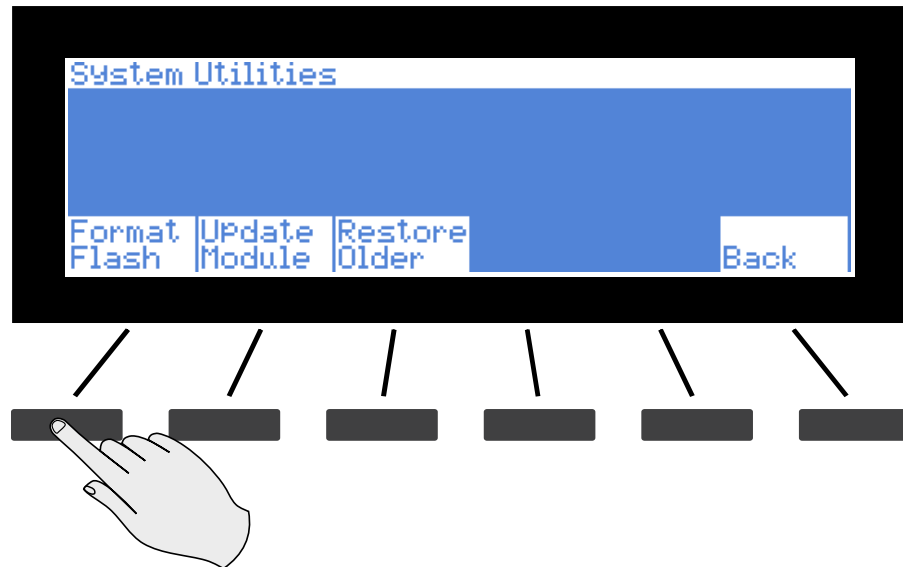 System Utilities
Format Update Restore
Flash Module Older Back